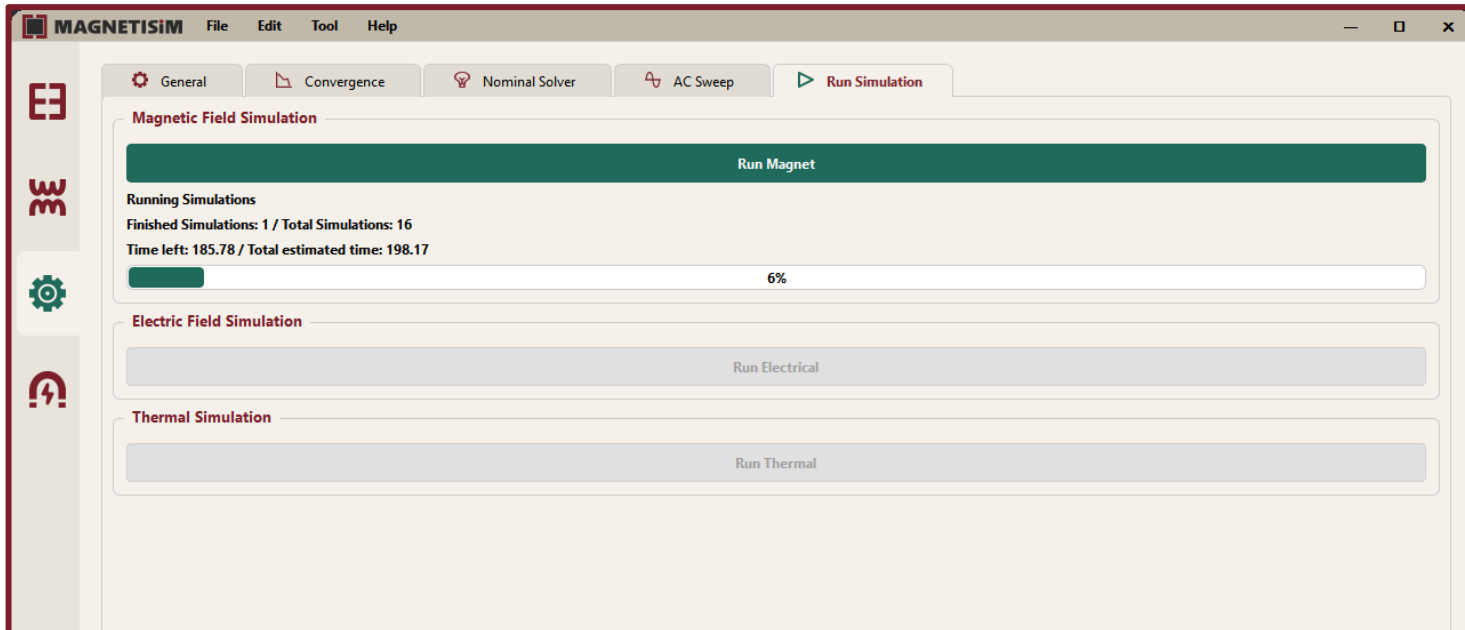 MAGNETISiM File Edit Tool Help
General Convergence Nominal Solver AC Sweep Run Simulation
Magnetic Field Simulation
Run Magnet
Running Simulations
Finished Simulations: 1 / Total Simulations: 16
Time left: 185.78 / Total estimated time: 198.17
6%
Electric Field Simulation
Run Electrical
Thermal Simulation
Run Thermal